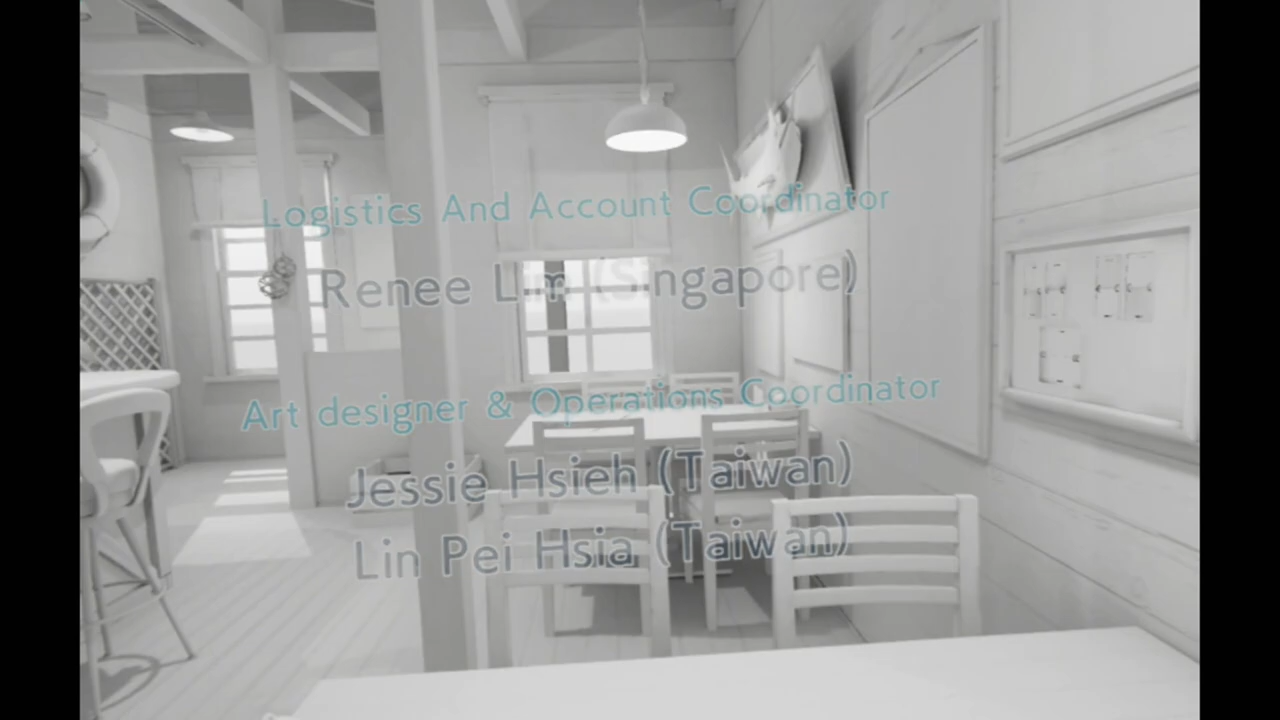 Logistics And Account Coordinator
Renee Lim (Singapore)
Art designer & Operations Coordinator
Jessie Hsieh (Taiwan)
Lin Pei Hsia (Taiwan)